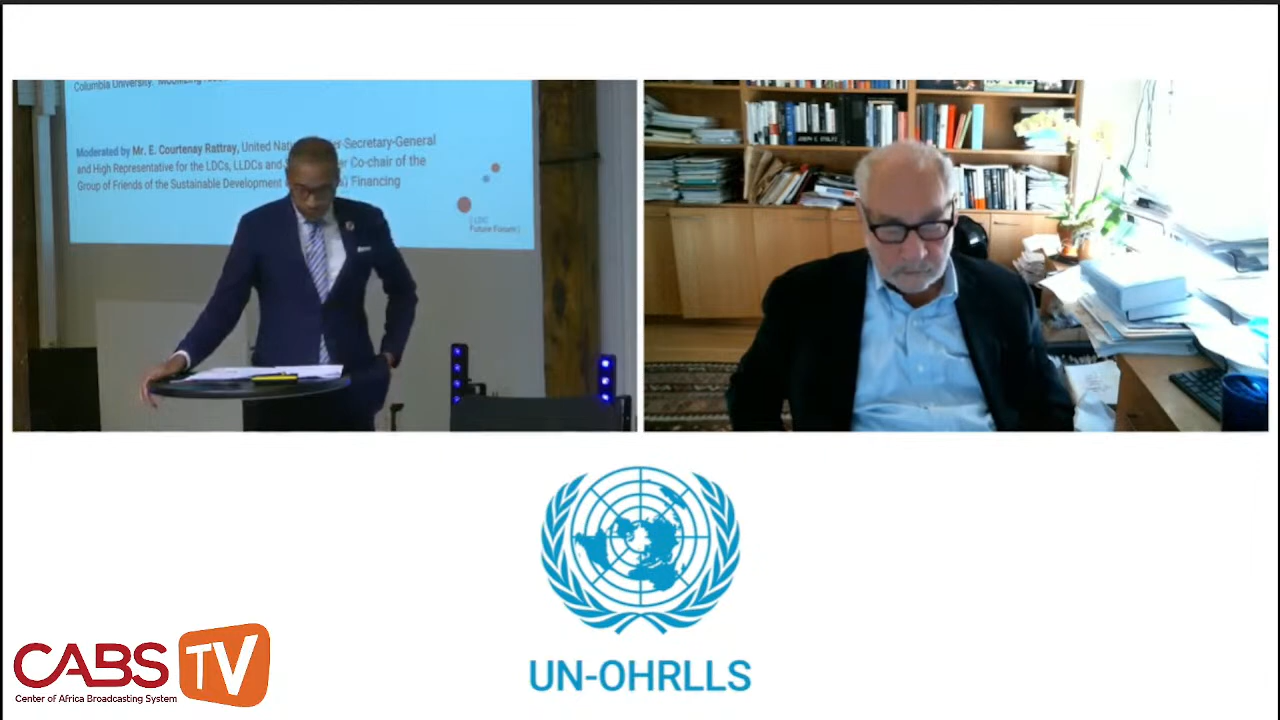 Columbia University.
Moderated by Mr. E. Courtenay Rattray, United Secretary-General
and High Representative for the LDCs, LLDCs and Co-chair of the
Group of Friends of the Sustainable Development Financing
LDC
Future Forum
UN-OHRLLS
CABS TV
Center of Africa Broadcasting System